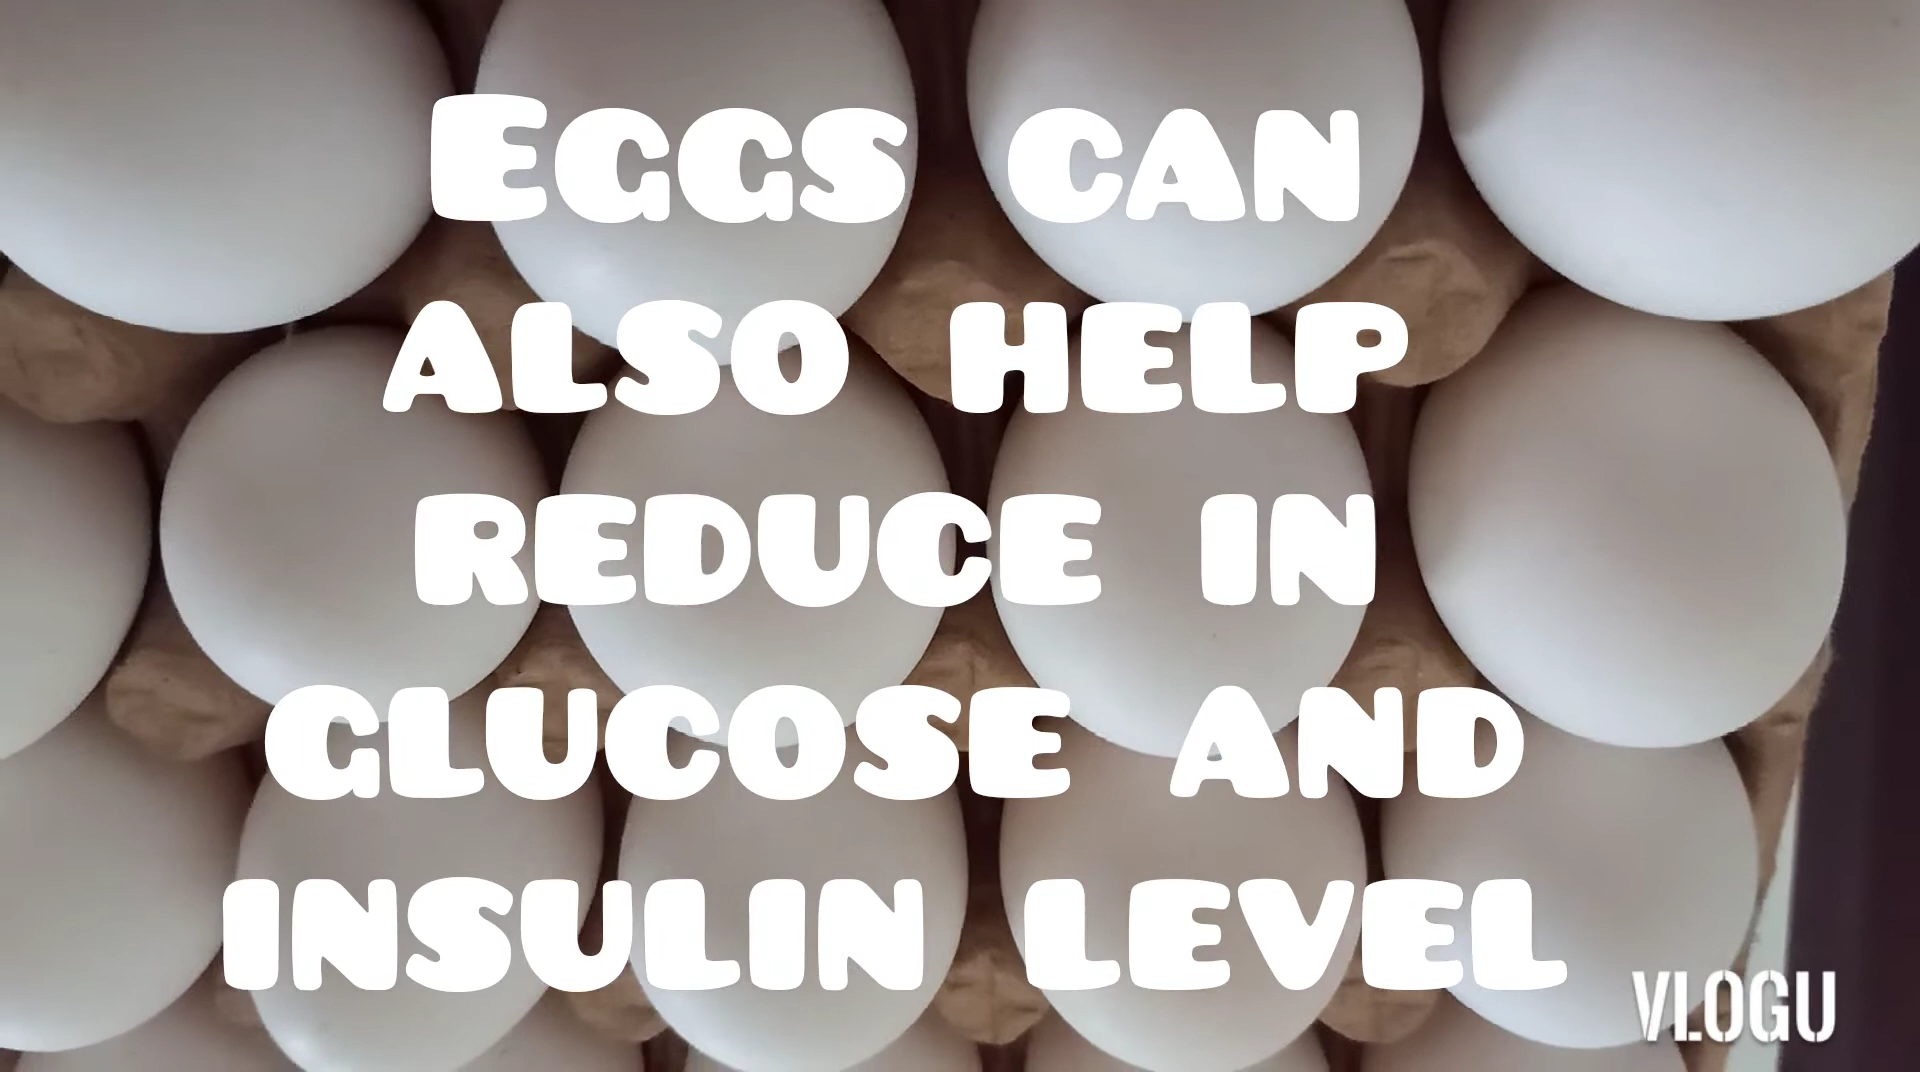 Eggs can
also help
reduce in
glucose and
insulin level
VLOGU